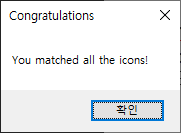 Congratulations
You matched all the icons!
확인